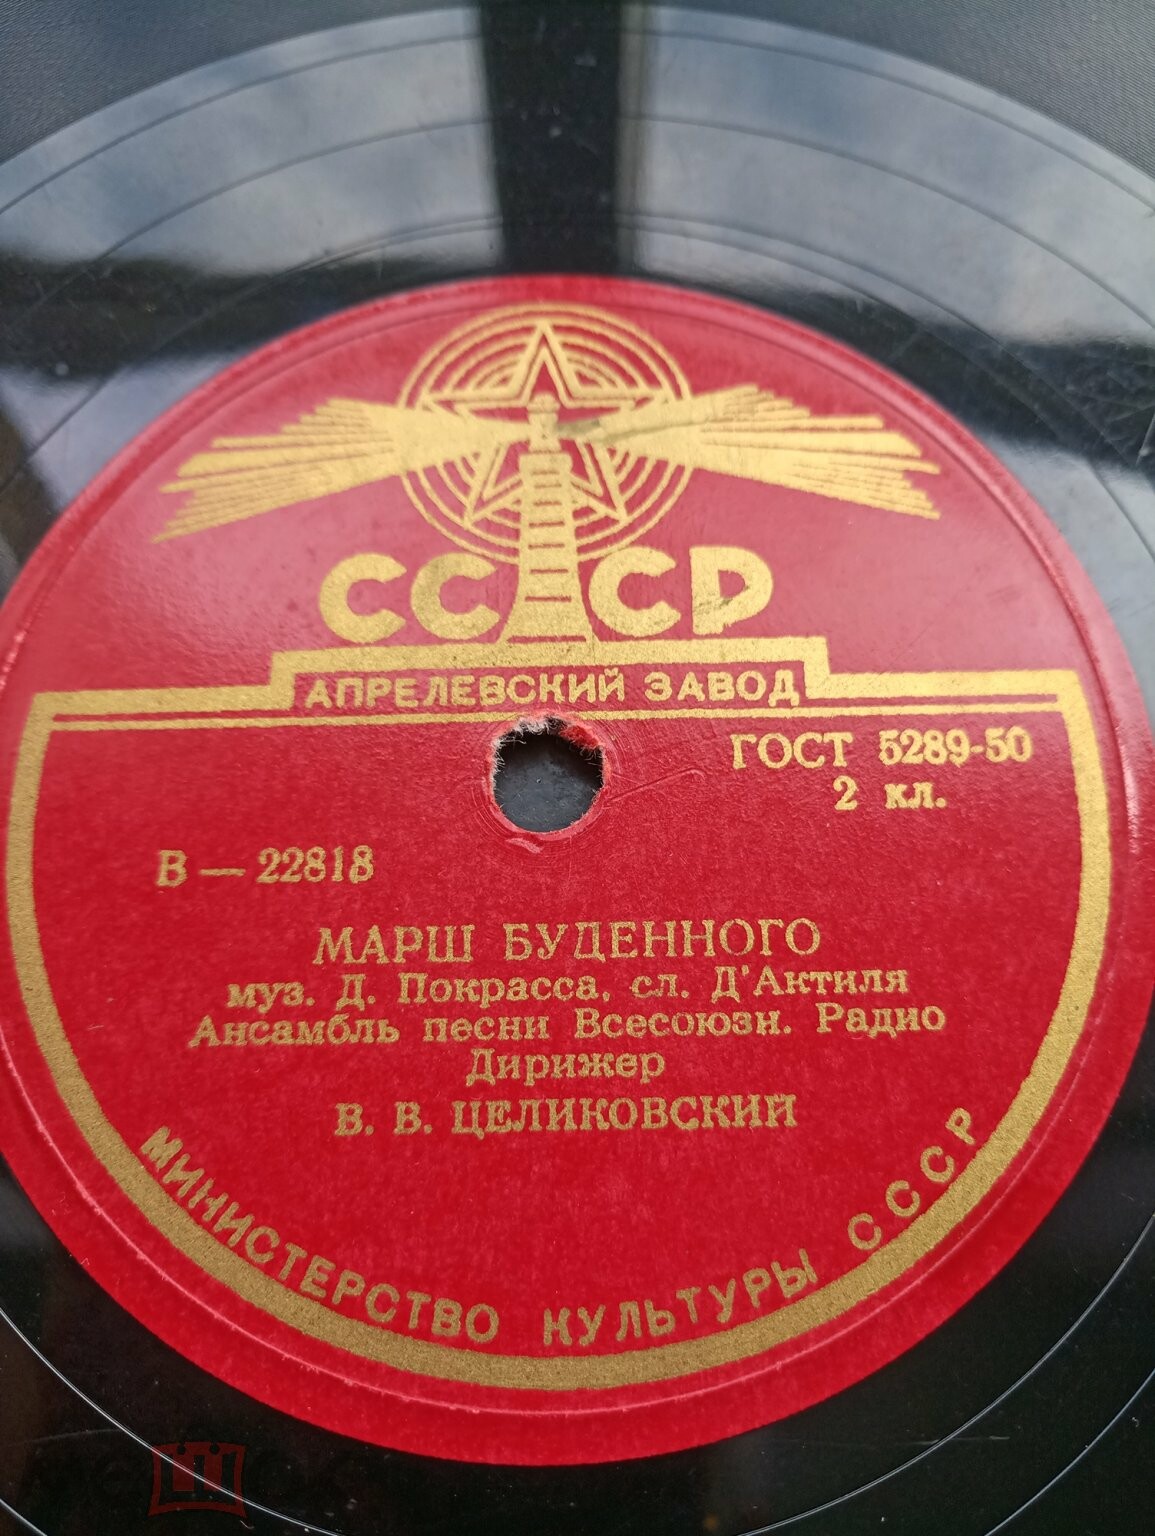 СССР
АПРЕЛЕВСКИЙ ЗАВОД
ГОСТ 5289-50
2 кл.
В — 22818
МАРШ БУДЕННОГО
муз. Д. Покрасса, сл. Д'Актиля
Ансамбль песни Всесоюзн. Радио
Дирижер
В. В. ЦЕЛИКОВСКИЙ
МИНИСТЕРСТВО КУЛЬТУРЫ СССР